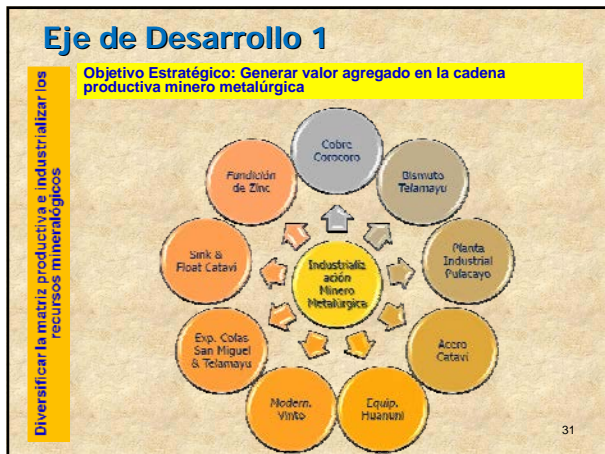 Eje de Desarrollo 1
Objetivo Estratégico: Generar valor agregado en la cadena
productiva minero metalúrgica
Diversificar la matriz productiva e industrializar los
recursos mineralógicos
Cobre
Corocoro
Bismuto
Telamayu
Planta
Industrial
Pulacayo
Acero
Catavi
Equip.
Huanuni
Modern.
Vinto
Exp. Colas
San Miguel
& Telamayu
Sink &
Float Catavi
Fundición
de Zinc
Industrializ
ación
Minero
Metalúrgica
31